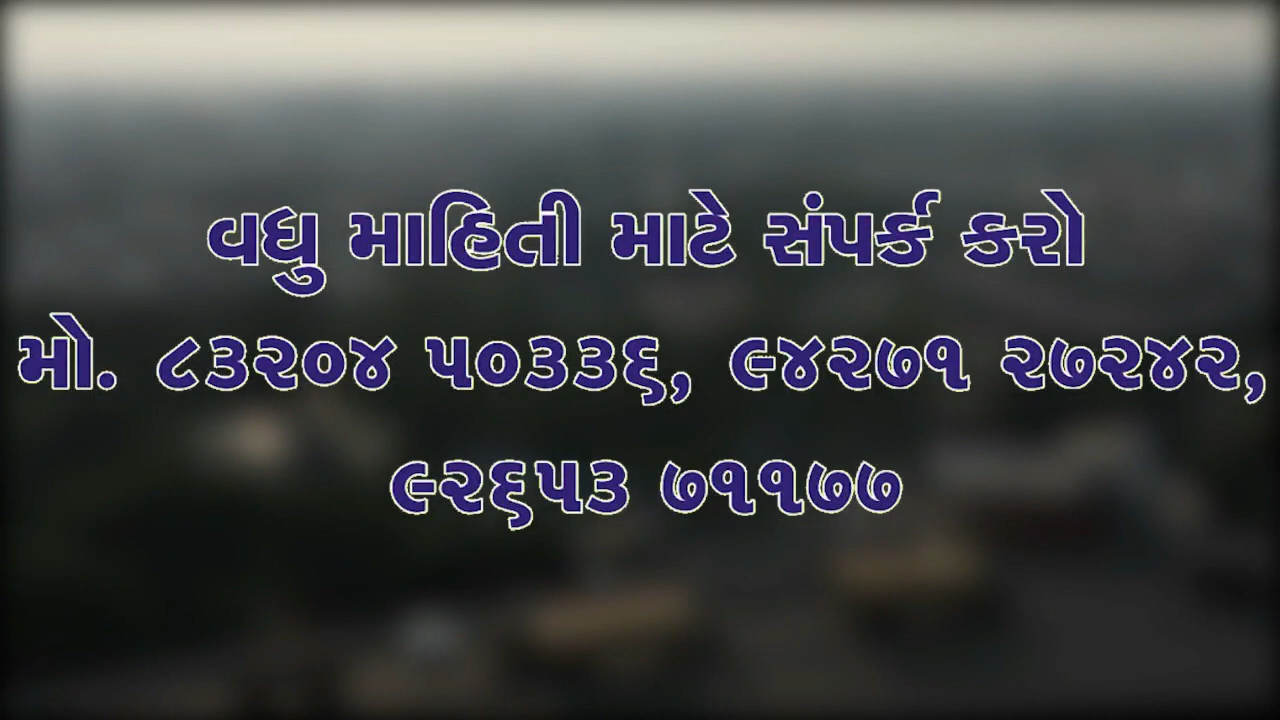 વધુ માહિતી માટે સંપર્ક કરો
મો. ૮૩૨૦૪ ૫૦૩૩૬, ૯૪૨૭૧ ૨૭૨૪૨,
૯૨૬૫૩ ૭૧૧૭૭